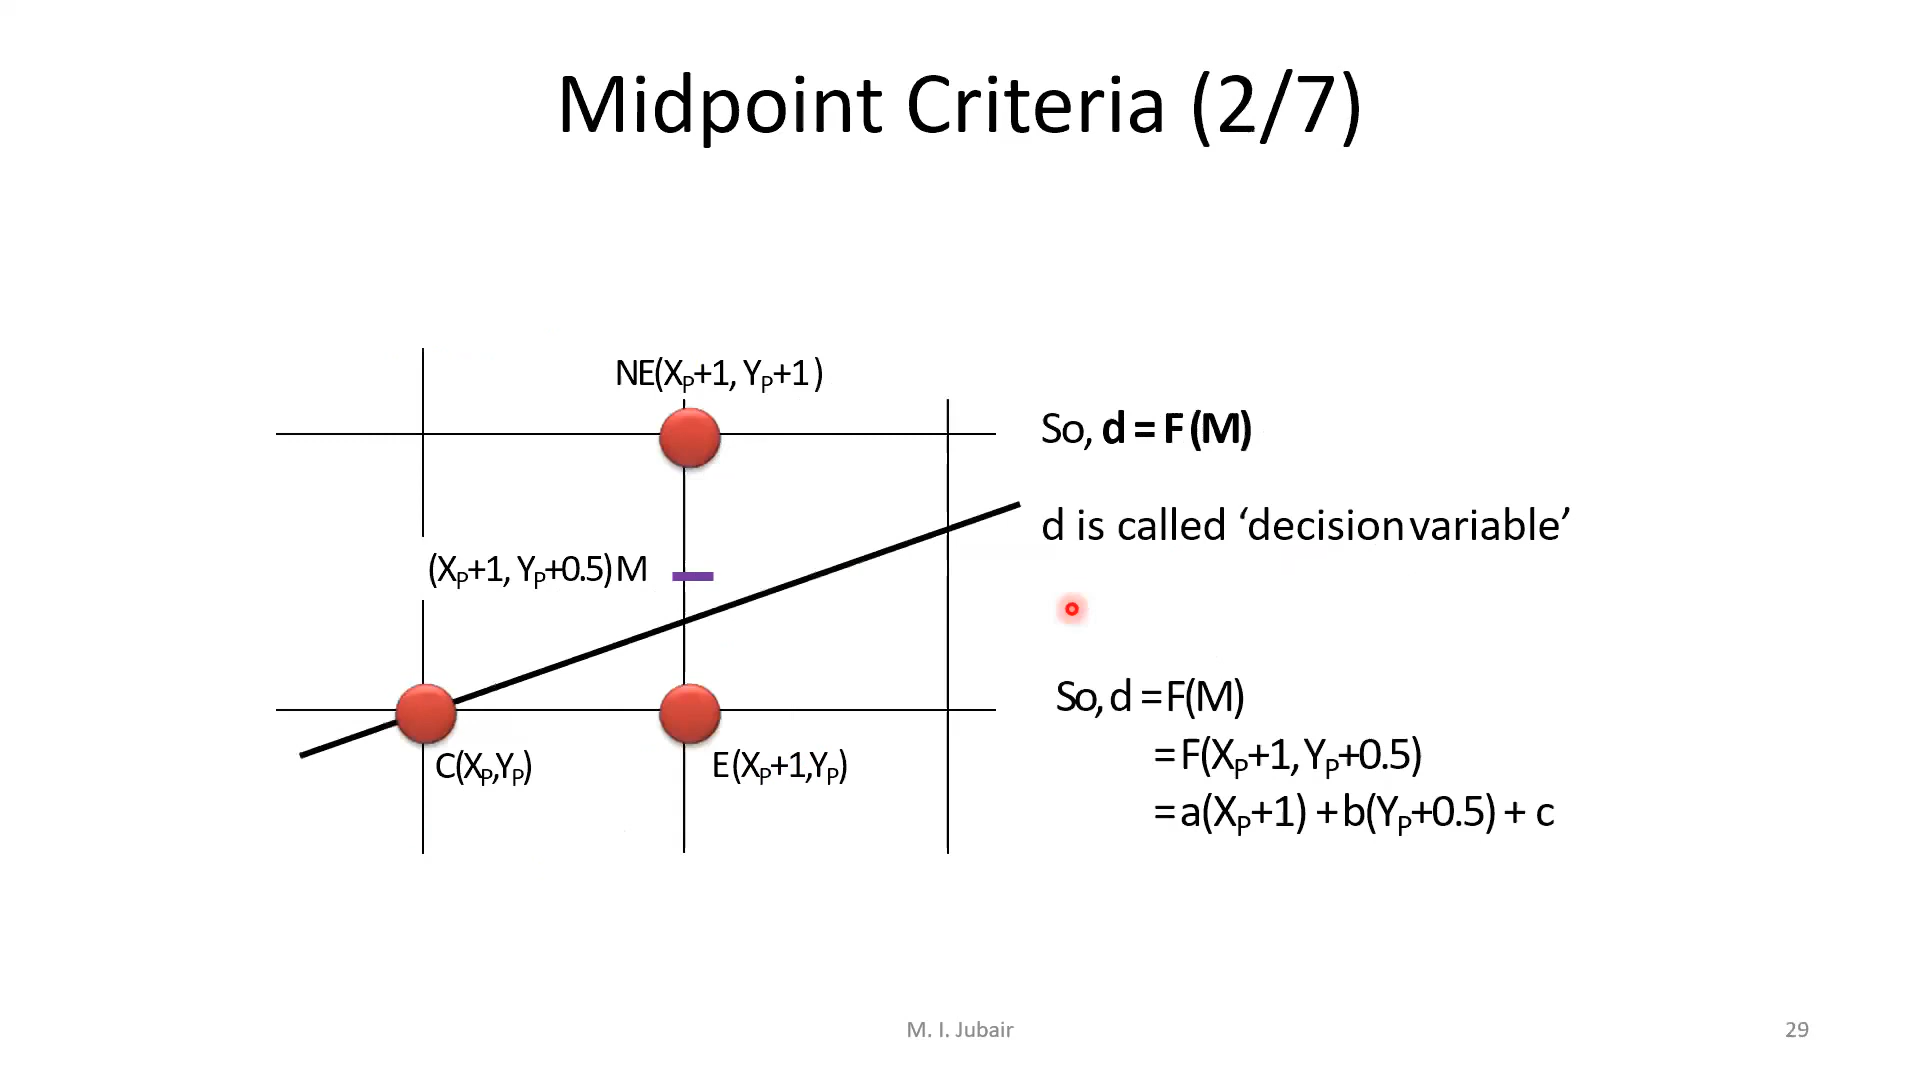 Midpoint Criteria (2/7)
NE(XP+1, YP+1)
So, d = F (M)
d is called ‘decision variable’
(XP+1, YP+0.5) M
So, d = F(M)
= F(XP+1, YP+0.5)
= a(XP+1) + b(YP+0.5) + c
C(XP,YP)
E (XP+1,YP)
M. I. Jubair
29